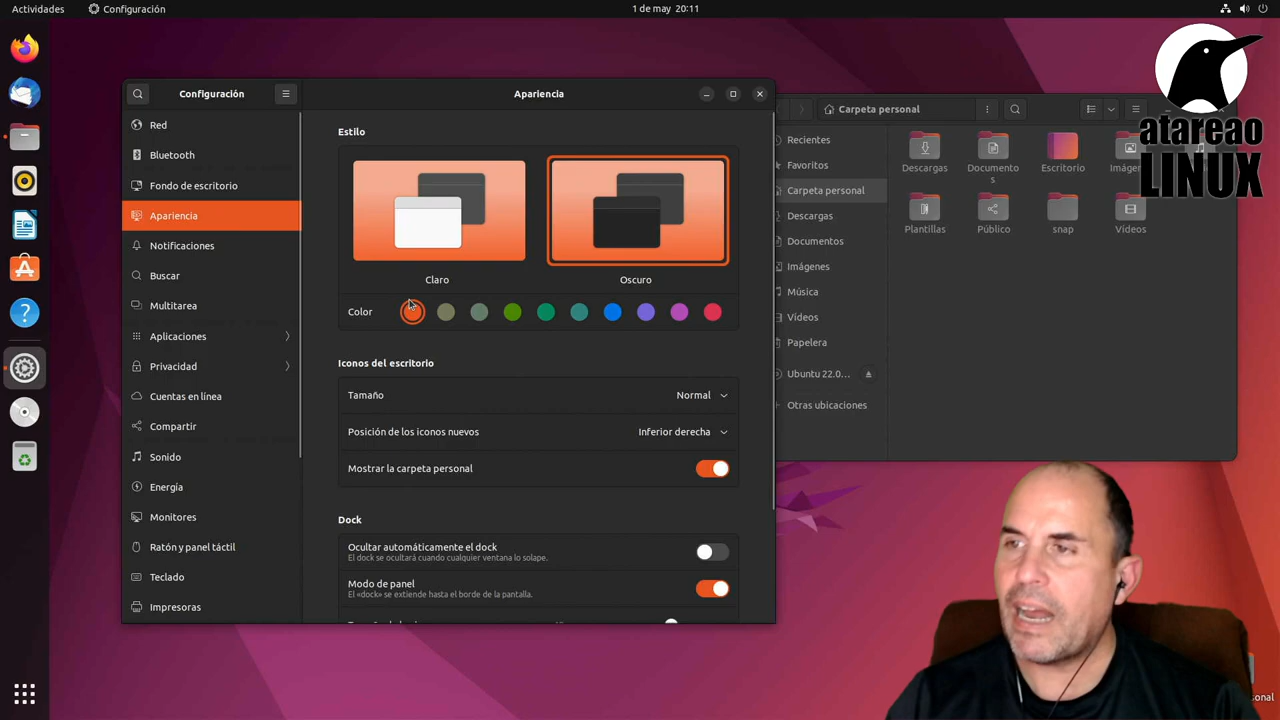 Actividades
Configuración
1 de may 20:11
Configuración
Apariencia
Red
Bluetooth
Fondo de escritorio
Apariencia
Notificaciones
Buscar
Multitarea
Aplicaciones
Privacidad
Cuentas en línea
Compartir
Sonido
Energía
Monitores
Ratón y panel táctil
Teclado
Impresoras
Estilo
Claro
Oscuro
Color
Iconos del escritorio
Tamaño
Normal
Posición de los iconos nuevos
Inferior derecha
Mostrar la carpeta personal
Dock
Ocultar automáticamente el dock
El dock se ocultará cuando cualquier ventana lo solape.
Modo de panel
El «dock» se extiende hasta el borde de la pantalla.
Carpeta personal
Recientes
Favoritos
Carpeta personal
Descargas
Documentos
Imágenes
Música
Vídeos
Papelera
Ubuntu 22.0...
Otras ubicaciones
Descargas
Documento
s
Escritorio
Imágen
Plantillas
Público
snap
Vídeos
atareao
LINUX
onal